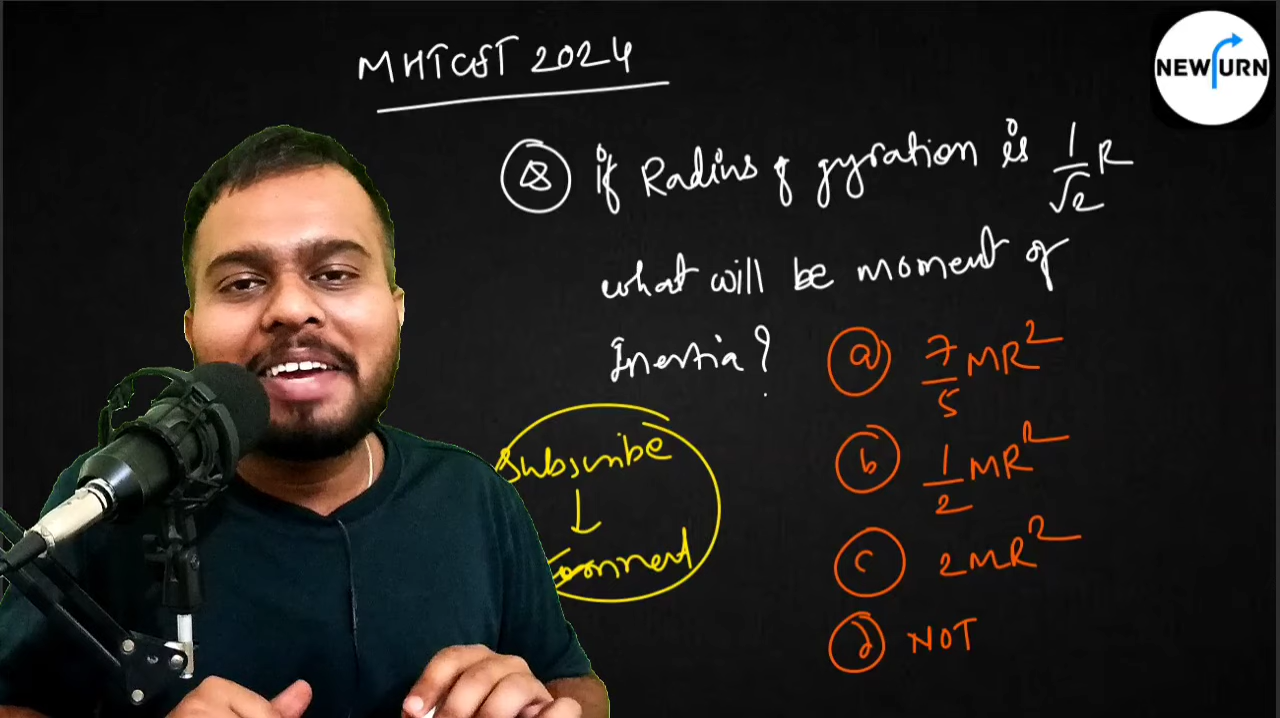 MHTCET 2024
NEWTURN
Q if Radius of gyration is 1/√2 R
what will be moment of
Inertia?
a 7/5 MR²
b 1/2 MR²
c 2MR²
d NOT
Subscribe
↓
Comment